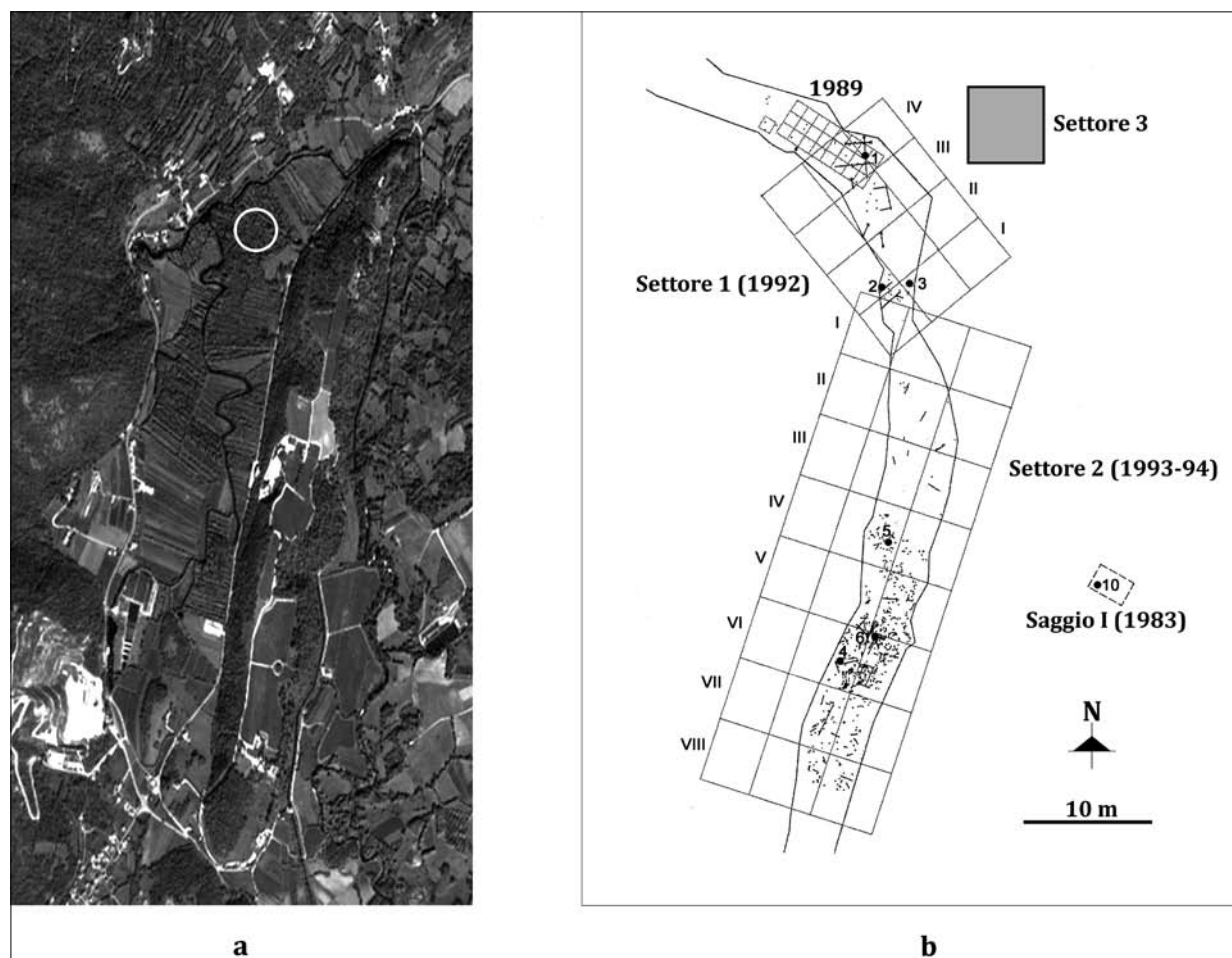 1989
IV
III
II
I
Settore 3
1
Settore 1 (1992)
2
3
I
II
III
IV
V
VI
VII
VIII
Settore 2 (1993-94)
5
6
4
10
Saggio I (1983)
N
10 m
a
b